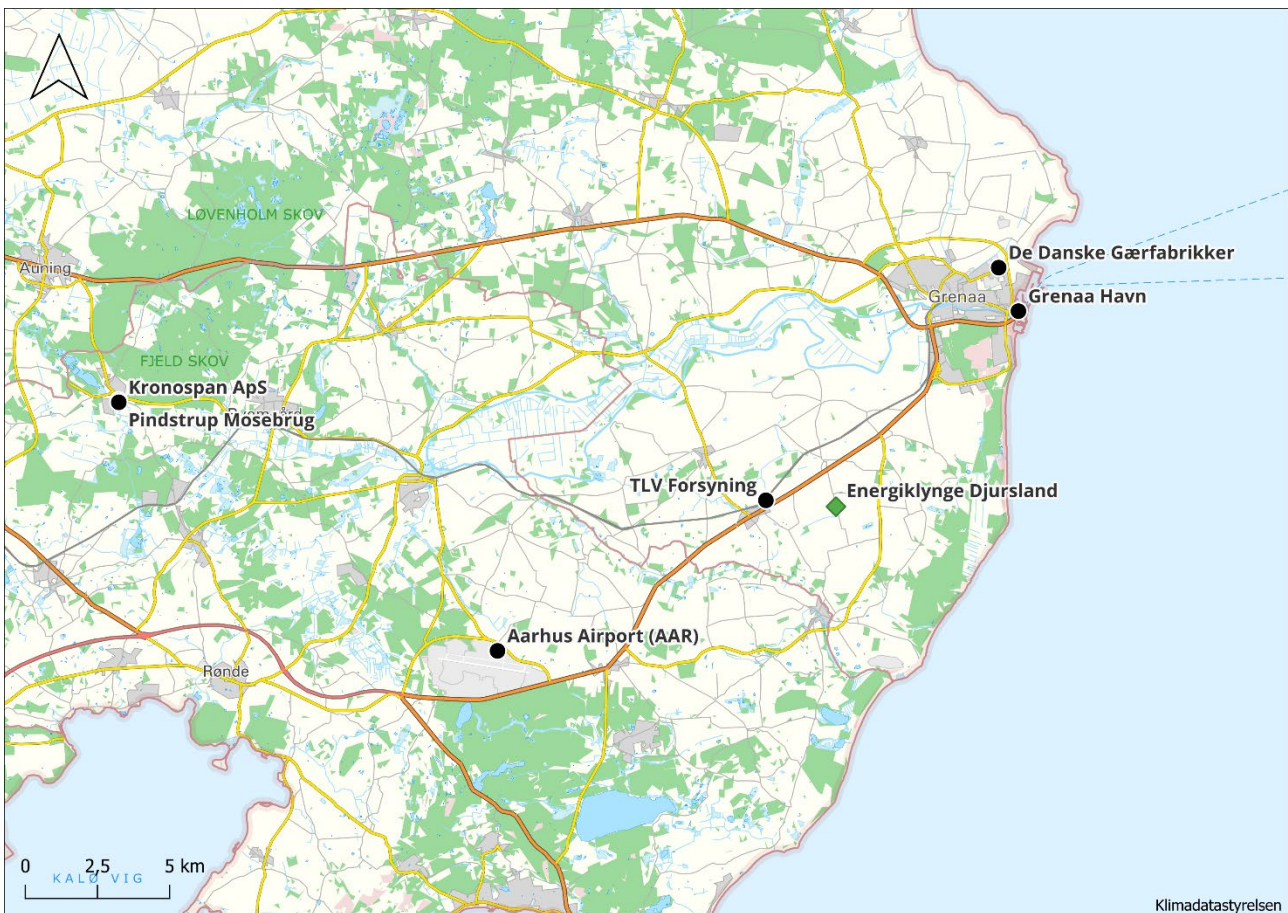 LØVENHOLM SKOV
De Danske Gærfabrikker
Auning
Grenaa
Grenaa Havn
FJELD SKOV
Kronospan ApS
Pindstrup Mosebrug
TLV Forsyning
Energiklynge Djursland
Aarhus Airport (AAR)
Rønde
0 2,5 5 km
KALØ VIG
Klimadatastyrelsen